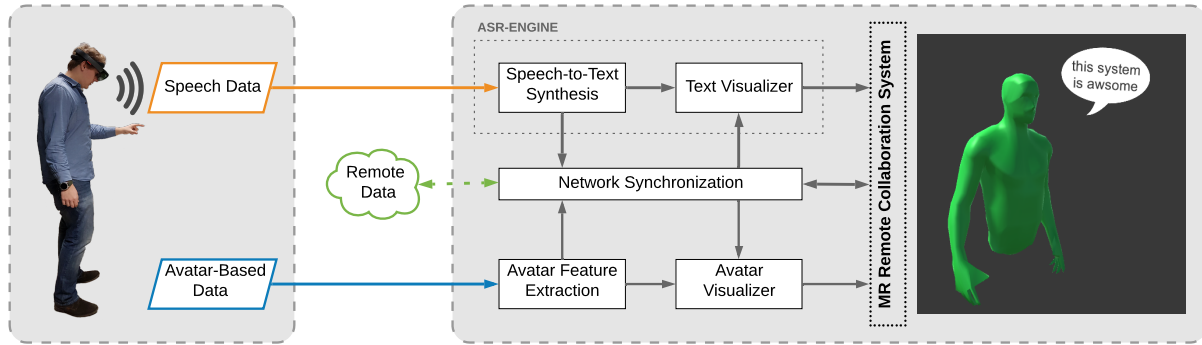 ASR-ENGINE
Speech Data
Speech-to-Text
Synthesis
Text Visualizer
this system
is awsome
Remote
Data
Network Synchronization
MR Remote Collaboration System
Avatar-Based
Data
Avatar Feature
Extraction
Avatar
Visualizer